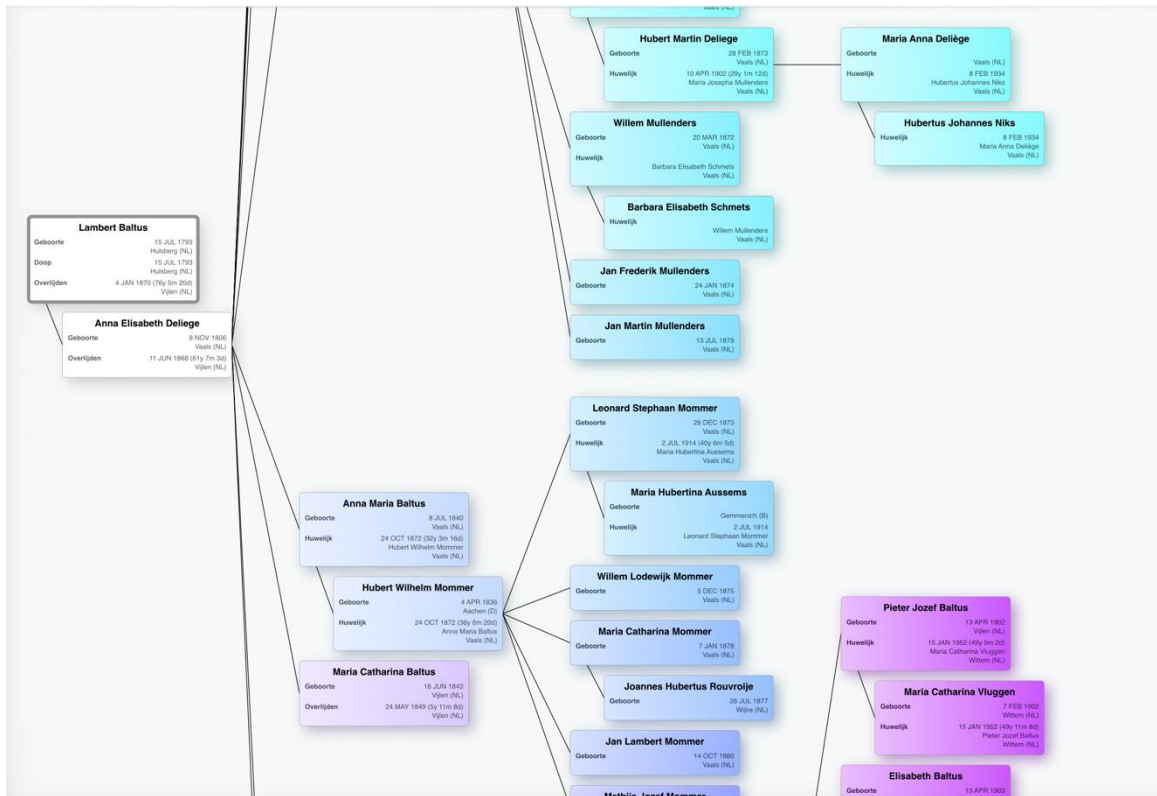 Lambert Baltus
Geboorte 15 JUL 1793
Hulsberg (NL)
Doop 15 JUL 1793
Hulsberg (NL)
Overlijden 4 JAN 1870 (76y 5m 20d)
Vijlen (NL)
Anna Elisabeth Deliege
Geboorte 8 NOV 1806
Vaals (NL)
Overlijden 11 JUN 1868 (61y 7m 3d)
Vijlen (NL)
Anna Maria Baltus
Geboorte 8 JUL 1840
Vaals (NL)
Huwelijk 24 OCT 1872 (32y 3m 16d)
Hubert Wilhelm Mommer
Vaals (NL)
Hubert Wilhelm Mommer
Geboorte 4 APR 1836
Aachen (D)
Huwelijk 24 OCT 1872 (36y 6m 20d)
Anna Maria Baltus
Vaals (NL)
Maria Catharina Baltus
Geboorte 16 JUN 1843
Vijlen (NL)
Overlijden 24 MAY 1849 (5y 11m 8d)
Vijlen (NL)
Vaals (NL)
Hubert Martin Deliege
Geboorte 28 FEB 1873
Vaals (NL)
Huwelijk 10 APR 1902 (29y 1m 12d)
Maria Josepha Mullenders
Vaals (NL)
Willem Mullenders
Geboorte 20 MAR 1872
Vaals (NL)
Huwelijk
Barbara Elisabeth Schmets
Vaals (NL)
Barbara Elisabeth Schmets
Huwelijk
Willem Mullenders
Vaals (NL)
Jan Frederik Mullenders
Geboorte 24 JAN 1874
Vaals (NL)
Jan Martin Mullenders
Geboorte 13 JUL 1879
Vaals (NL)
Leonard Stephaan Mommer
Geboorte 26 DEC 1873
Vaals (NL)
Huwelijk 2 JUL 1914 (40y 6m 5d)
Maria Hubertina Aussems
Vaals (NL)
Maria Hubertina Aussems
Geboorte
Gemmenich (B)
Huwelijk 2 JUL 1914
Leonard Stephaan Mommer
Vaals (NL)
Willem Lodewijk Mommer
Geboorte 5 DEC 1875
Vaals (NL)
Maria Catharina Mommer
Geboorte 7 JAN 1878
Vaals (NL)
Joannes Hubertus Rouvroije
Geboorte 26 JUL 1877
Wijlre (NL)
Jan Lambert Mommer
Geboorte 14 OCT 1880
Vaals (NL)
Mathijs Jozef Mommer
Maria Anna Deliège
Geboorte
Vaals (NL)
Huwelijk 8 FEB 1934
Hubertus Johannes Niks
Vaals (NL)
Hubertus Johannes Niks
Huwelijk 8 FEB 1934
Maria Anna Deliège
Vaals (NL)
Pieter Jozef Baltus
Geboorte 13 APR 1902
Vijlen (NL)
Huwelijk 15 JAN 1952 (49y 9m 2d)
Maria Catharina Vluggen
Wittem (NL)
Maria Catharina Vluggen
Geboorte 7 FEB 1902
Wittem (NL)
Huwelijk 15 JAN 1952 (49y 11m 8d)
Pieter Jozef Baltus
Wittem (NL)
Elisabeth Baltus
Geboorte 13 APR 1903